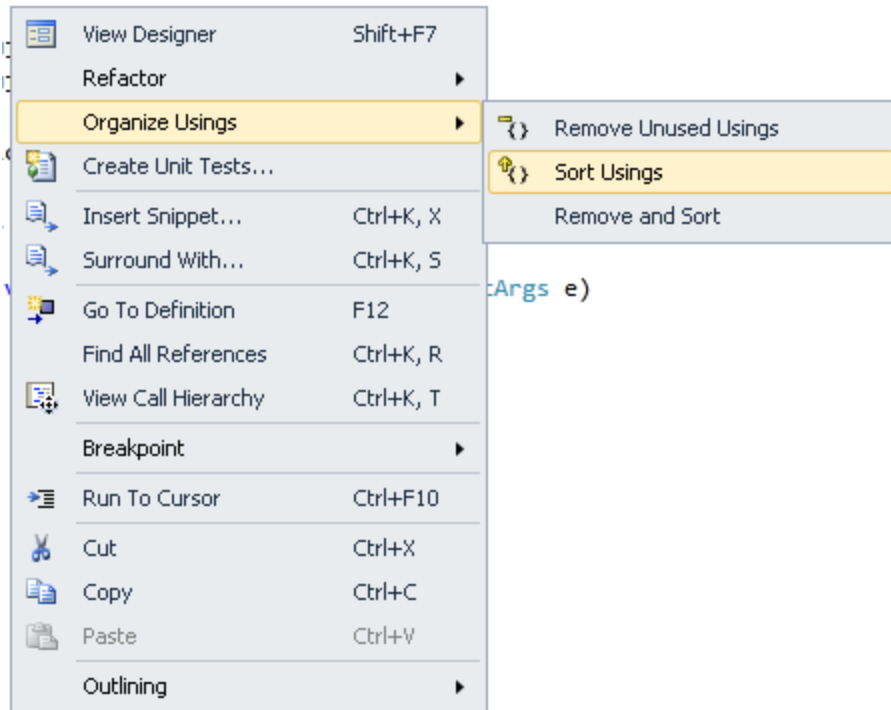 View Designer Shift+F7
Refactor
Organize Usings
Remove Unused Usings
Create Unit Tests...
Sort Usings
Insert Snippet... Ctrl+K, X
Remove and Sort
Surround With... Ctrl+K, S
Args e)
Go To Definition F12
Find All References Ctrl+K, R
View Call Hierarchy Ctrl+K, T
Breakpoint
Run To Cursor Ctrl+F10
Cut Ctrl+X
Copy Ctrl+C
Paste Ctrl+V
Outlining